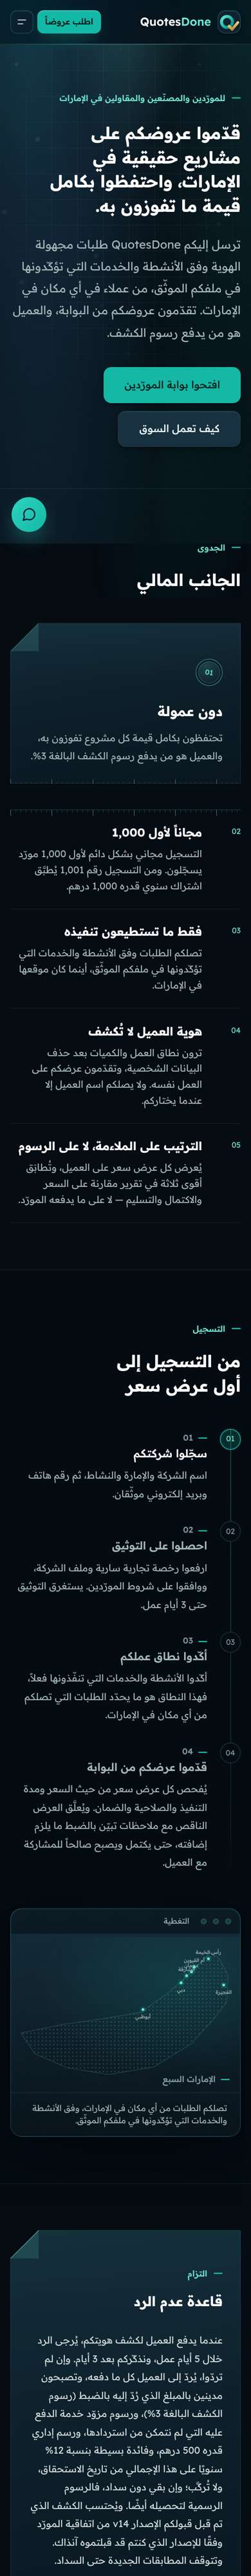 QuotesDone
اطلب عروضاً
للمورّدين والمصنّعين والمقاولين في الإمارات
قدّموا عروضكم على
مشاريع حقيقية في
الإمارات، واحتفظوا بكامل
قيمة ما تفوزون به.
ترسل إليكم QuotesDone طلبات مجهولة
الهوية وفق الأنشطة والخدمات التي تؤكّدونها
في ملفكم الموثّق، من عملاء في أي مكان في
الإمارات. تقدّمون عروضكم من البوابة، والعميل
هو من يدفع رسوم الكشف.
افتحوا بوابة المورّدين
كيف تعمل السوق
الجدوى
الجانب المالي
01
دون عمولة
تحتفظون بكامل قيمة كل مشروع تفوزون به،
والعميل هو من يدفع رسوم الكشف البالغة 3%.
02
مجاناً لأول 1,000
التسجيل مجاني بشكل دائم لأول 1,000 مورّد
يسجّلون. ومن التسجيل رقم 1,001 يُطبَّق
اشتراك سنوي قدره 1,000 درهم.
03
فقط ما تستطيعون تنفيذه
تصلكم الطلبات وفق الأنشطة والخدمات التي
تؤكّدونها في ملفكم الموثّق، أينما كان موقعها
في الإمارات.
04
هوية العميل لا تُكشف
ترون نطاق العمل والكميات بعد حذف
البيانات الشخصية، وتقدّمون عرضكم على
العمل نفسه. ولا يصلكم اسم العميل إلا
عندما يختاركم.
05
الترتيب على الملاءمة، لا على الرسوم
يُعرض كل عرض سعر على العميل، وتُطابَق
أقوى ثلاثة في تقرير مقارنة على السعر
والاكتمال والتسليم — لا على ما يدفعه المورّد.
التسجيل
من التسجيل إلى
أول عرض سعر
01
01
سجّلوا شركتكم
اسم الشركة والإمارة والنشاط، ثم رقم هاتف
وبريد إلكتروني موثّقان.
02
02
احصلوا على التوثيق
ارفعوا رخصة تجارية سارية وملف الشركة،
ووافقوا على شروط المورّدين. يستغرق التوثيق
حتى 3 أيام عمل.
03
03
أكّدوا نطاق عملكم
أكّدوا الأنشطة والخدمات التي تنفّذونها فعلاً،
فهذا النطاق هو ما يحدّد الطلبات التي تصلكم
من أي مكان في الإمارات.
04
04
قدّموا عرضكم من البوابة
يُفحص كل عرض سعر من حيث السعر ومدة
التنفيذ والصلاحية والضمان. ويُعلَّق العرض
الناقص مع ملاحظات تبيّن بالضبط ما يلزم
إضافته، حتى يكتمل ويصبح صالحاً للمشاركة
مع العميل.
التغطية
رأس الخيمة
أم القيوين
دبي
الفجيرة
أبوظبي
الإمارات السبع
تصلكم الطلبات من أي مكان في الإمارات، وفق الأنشطة
والخدمات التي تؤكّدونها في ملفكم الموثّق.
التزام
قاعدة عدم الرد
عندما يدفع العميل لكشف هويتكم، يُرجى الرد
خلال 5 أيام عمل، ونذكّركم بعد 3 أيام. وإن لم
تردّوا، يُردّ إلى العميل كل ما دفعه، وتصبحون
مدينين بالمبلغ الذي رُدّ إليه بالضبط (رسوم
الكشف البالغة 3%)، ورسوم مزوّد خدمة الدفع
عليه التي لم نتمكن من استردادها، ورسم إداري
قدره 500 درهم، وفائدة بسيطة بنسبة 12%
سنويًا على هذا الإجمالي من تاريخ الاستحقاق،
ولا تُركَّب؛ وإن بقي دون سداد، فالرسوم
الرسمية لتحصيله أيضًا. ويُحتسب الكشف الذي
تم قبل قبولكم الإصدار v14 من اتفاقية المورّد
وفقًا للإصدار الذي كنتم قد قبلتموه آنذاك.
وتتوقف المطابقات الجديدة حتى السداد.